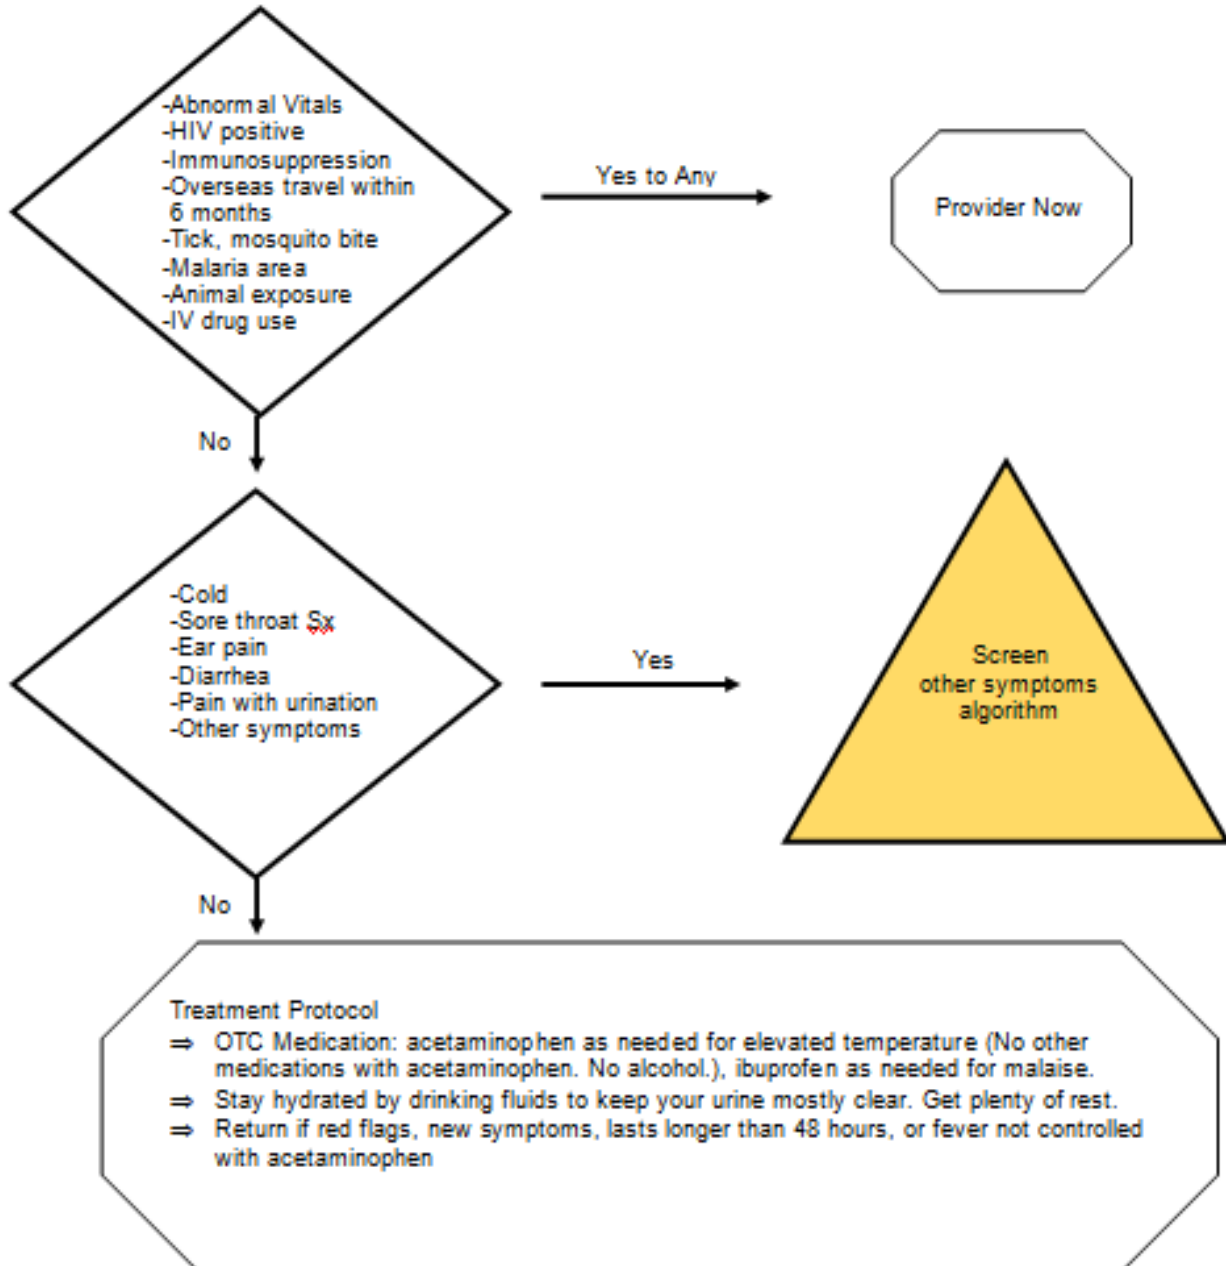 -Abnormal Vitals
-HIV positive
-Immunosuppression
-Overseas travel within
6 months
-Tick, mosquito bite
-Malaria area
-Animal exposure
-IV drug use
Yes to Any
Provider Now
No
-Cold
-Sore throat Sx
-Ear pain
-Diarrhea
-Pain with urination
-Other symptoms
Yes
Screen
other symptoms
algorithm
No
Treatment Protocol
⇒ OTC Medication: acetaminophen as needed for elevated temperature (No other
medications with acetaminophen. No alcohol.), ibuprofen as needed for malaise.
⇒ Stay hydrated by drinking fluids to keep your urine mostly clear. Get plenty of rest.
⇒ Return if red flags, new symptoms, lasts longer than 48 hours, or fever not controlled
with acetaminophen